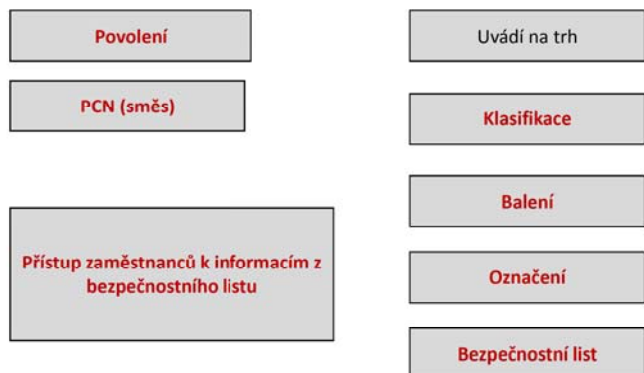 Povolení
PCN (směs)
Přístup zaměstnanců k informacím z
bezpečnostního listu
Uvádí na trh
Klasifikace
Balení
Označení
Bezpečnostní list